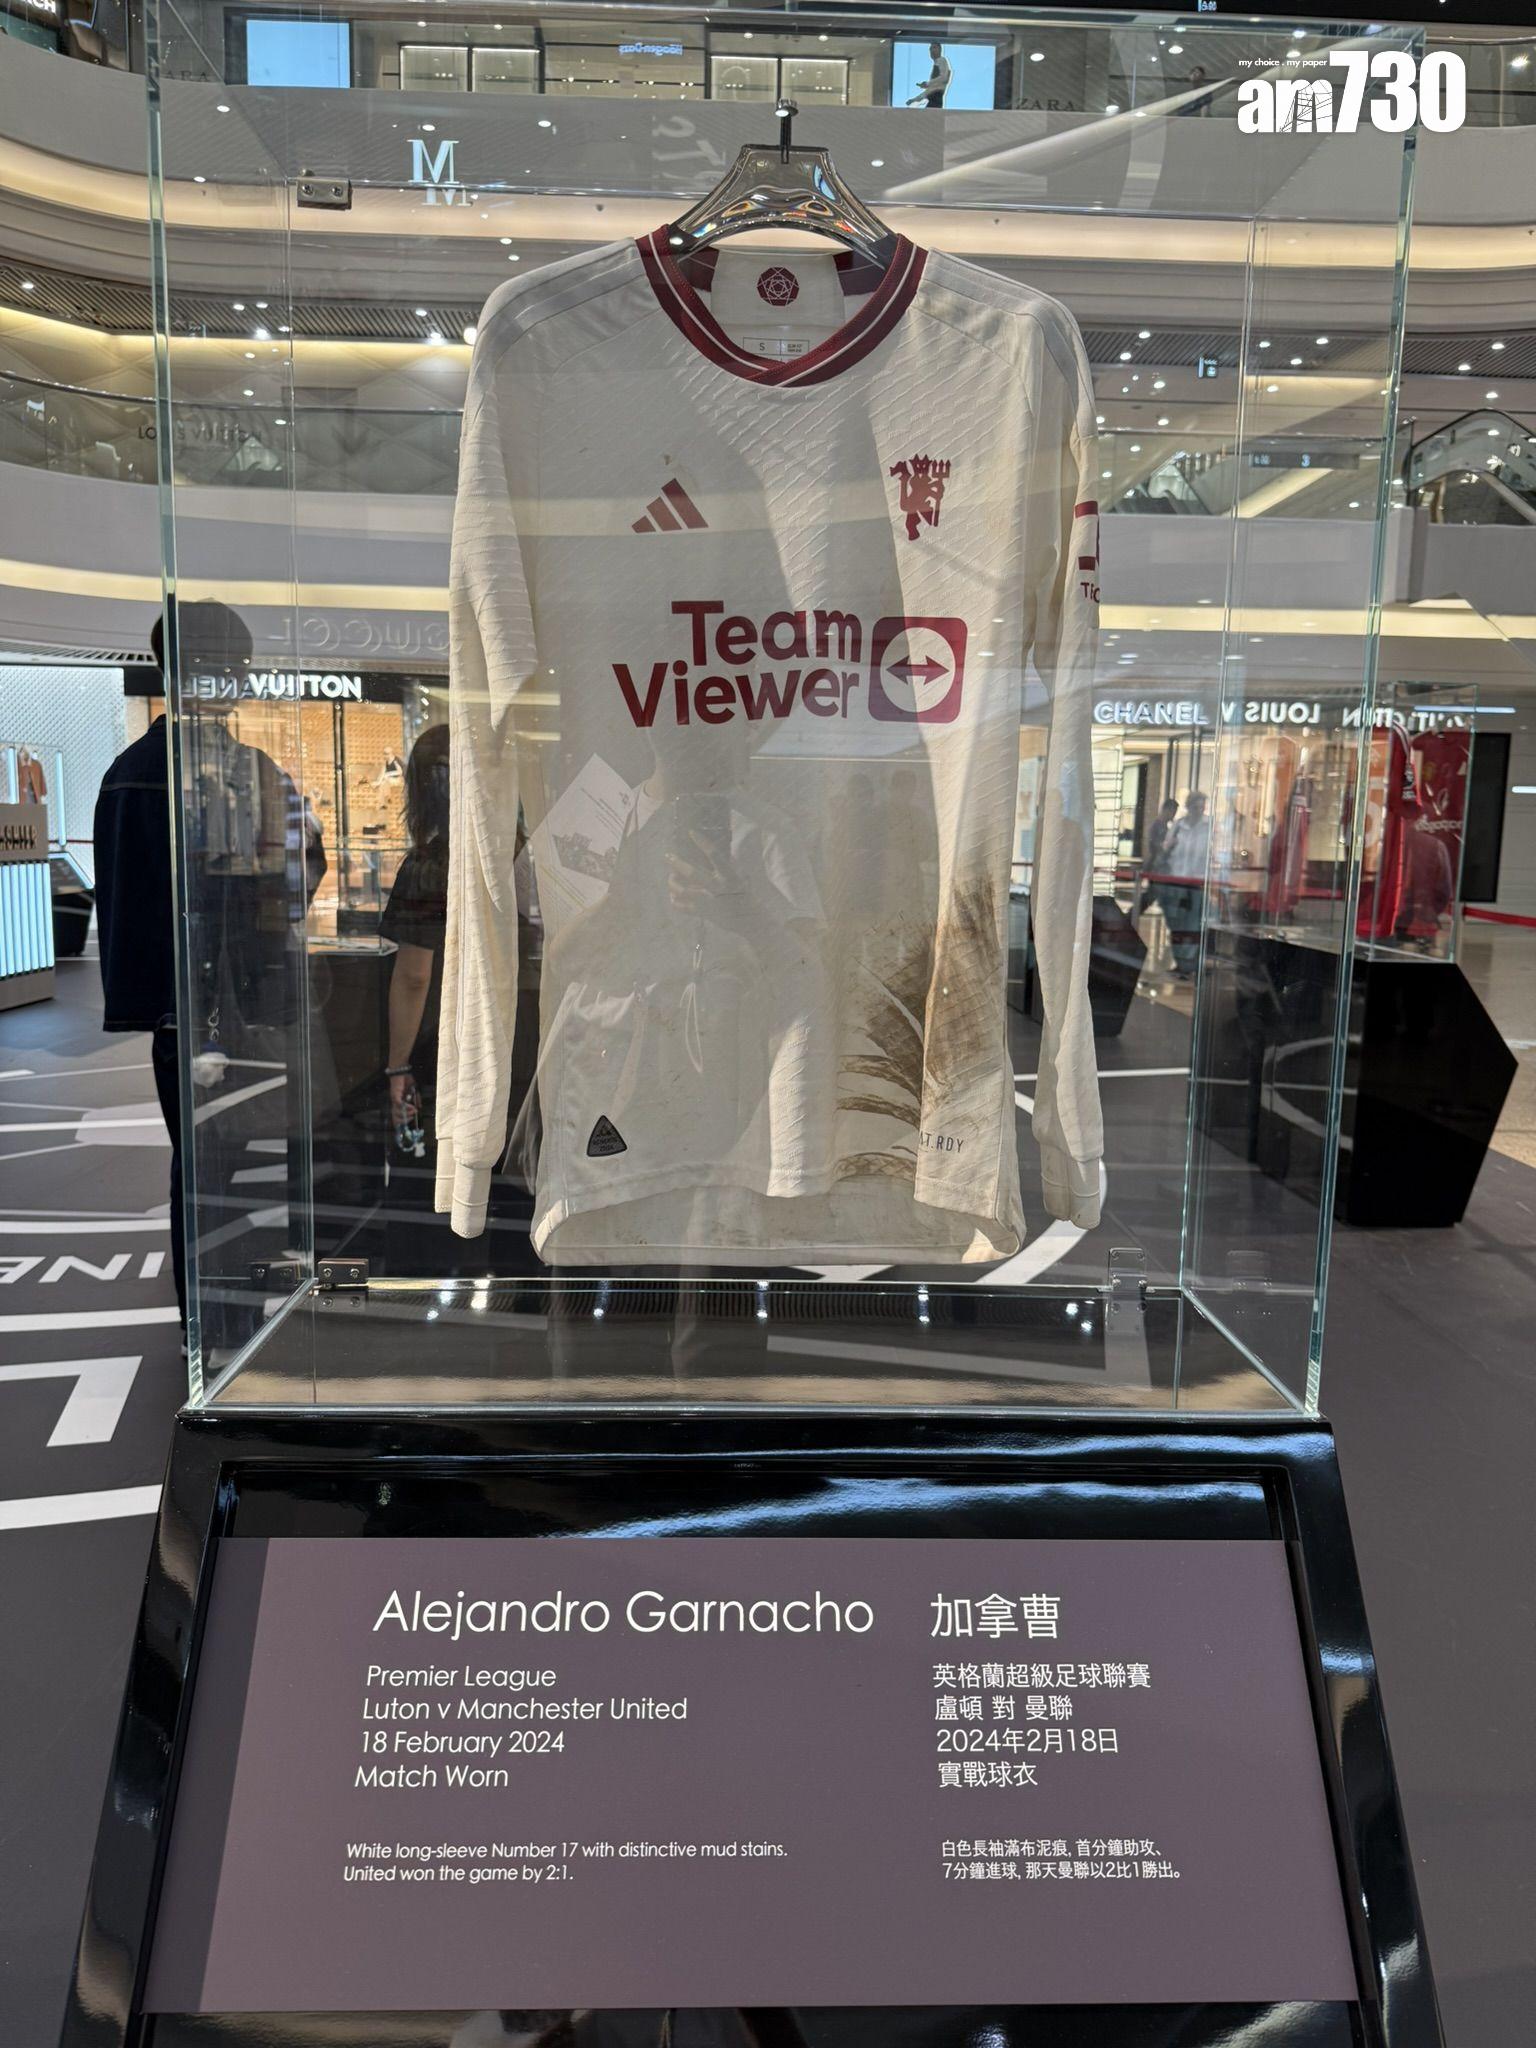 my choice . my paper
am730
ZARA
M
M
S
Team
Viewer
CHANEL
LOUIS V
T.RDY
Alejandro Garnacho
Premier League
Luton v Manchester United
18 February 2024
Match Worn
White long-sleeve Number 17 with distinctive mud stains.
United won the game by 2:1.
加拿曹
英格蘭超級足球聯賽
盧頓 對 曼聯
2024年2月18日
實戰球衣
白色長袖滿布泥痕, 首分鐘助攻、
7分鐘進球, 那天曼聯以2比1勝出。